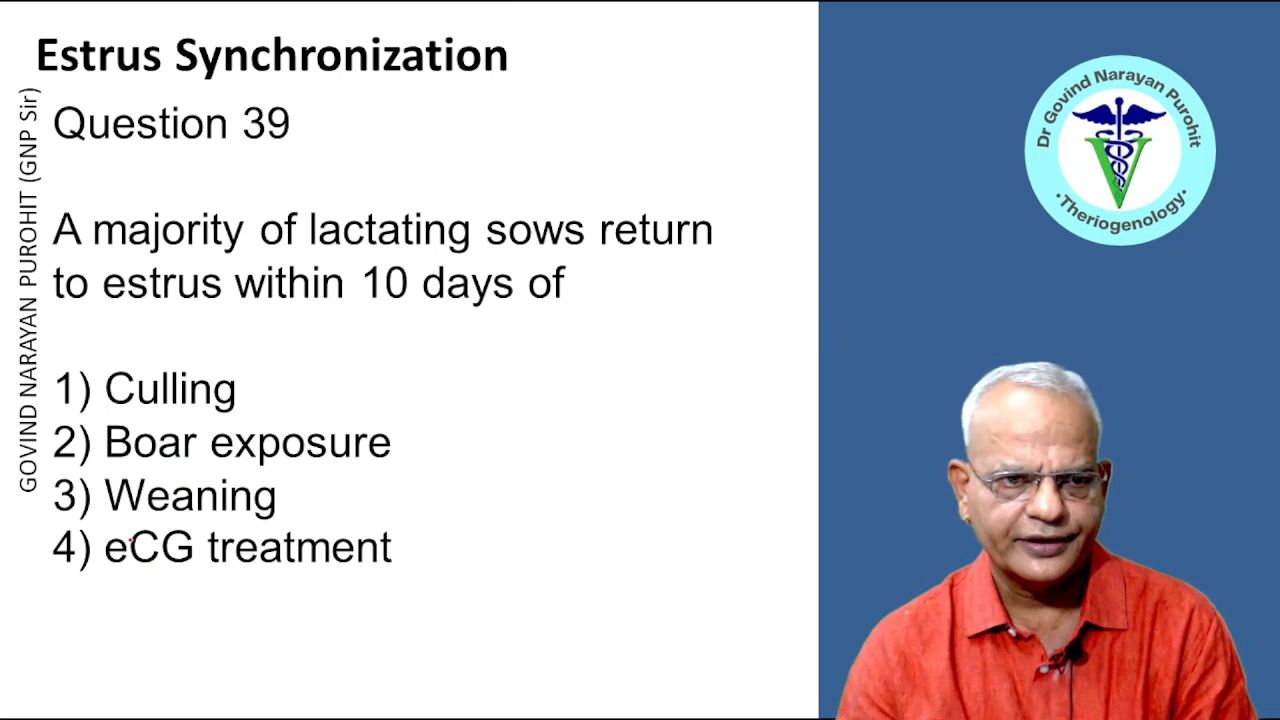 Estrus Synchronization
Question 39
A majority of lactating sows return
to estrus within 10 days of
1) Culling
2) Boar exposure
3) Weaning
4) eCG treatment
GOVIND NARAYAN PUROHIT (GNP Sir)
Dr Govind Narayan Purohit
V
·Theriogenology·